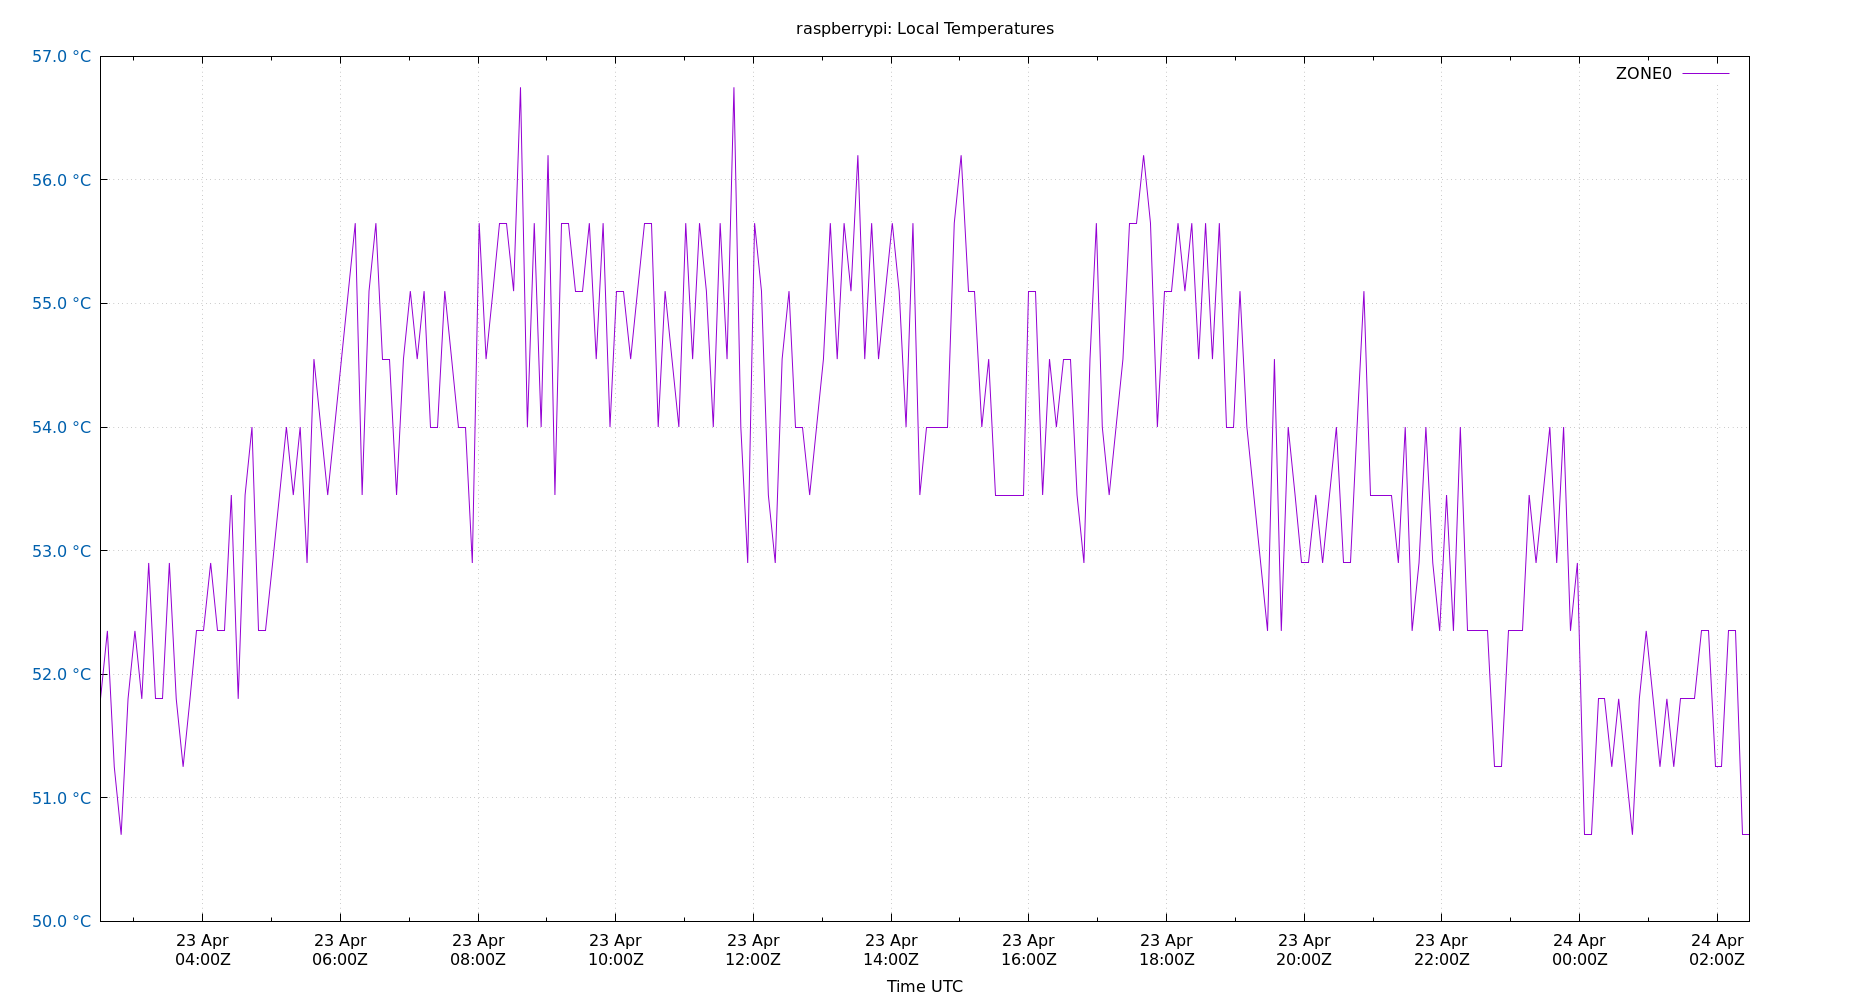 raspberrypi: Local Temperatures
57.0 °C
ZONE0
56.0 °C
55.0 °C
54.0 °C
53.0 °C
52.0 °C
51.0 °C
50.0 °C
23 Apr 23 Apr 23 Apr 23 Apr 23 Apr 23 Apr 23 Apr 23 Apr 23 Apr 23 Apr 24 Apr 24 Apr
04:00Z 06:00Z 08:00Z 10:00Z 12:00Z 14:00Z 16:00Z 18:00Z 20:00Z 22:00Z 00:00Z 02:00Z
Time UTC